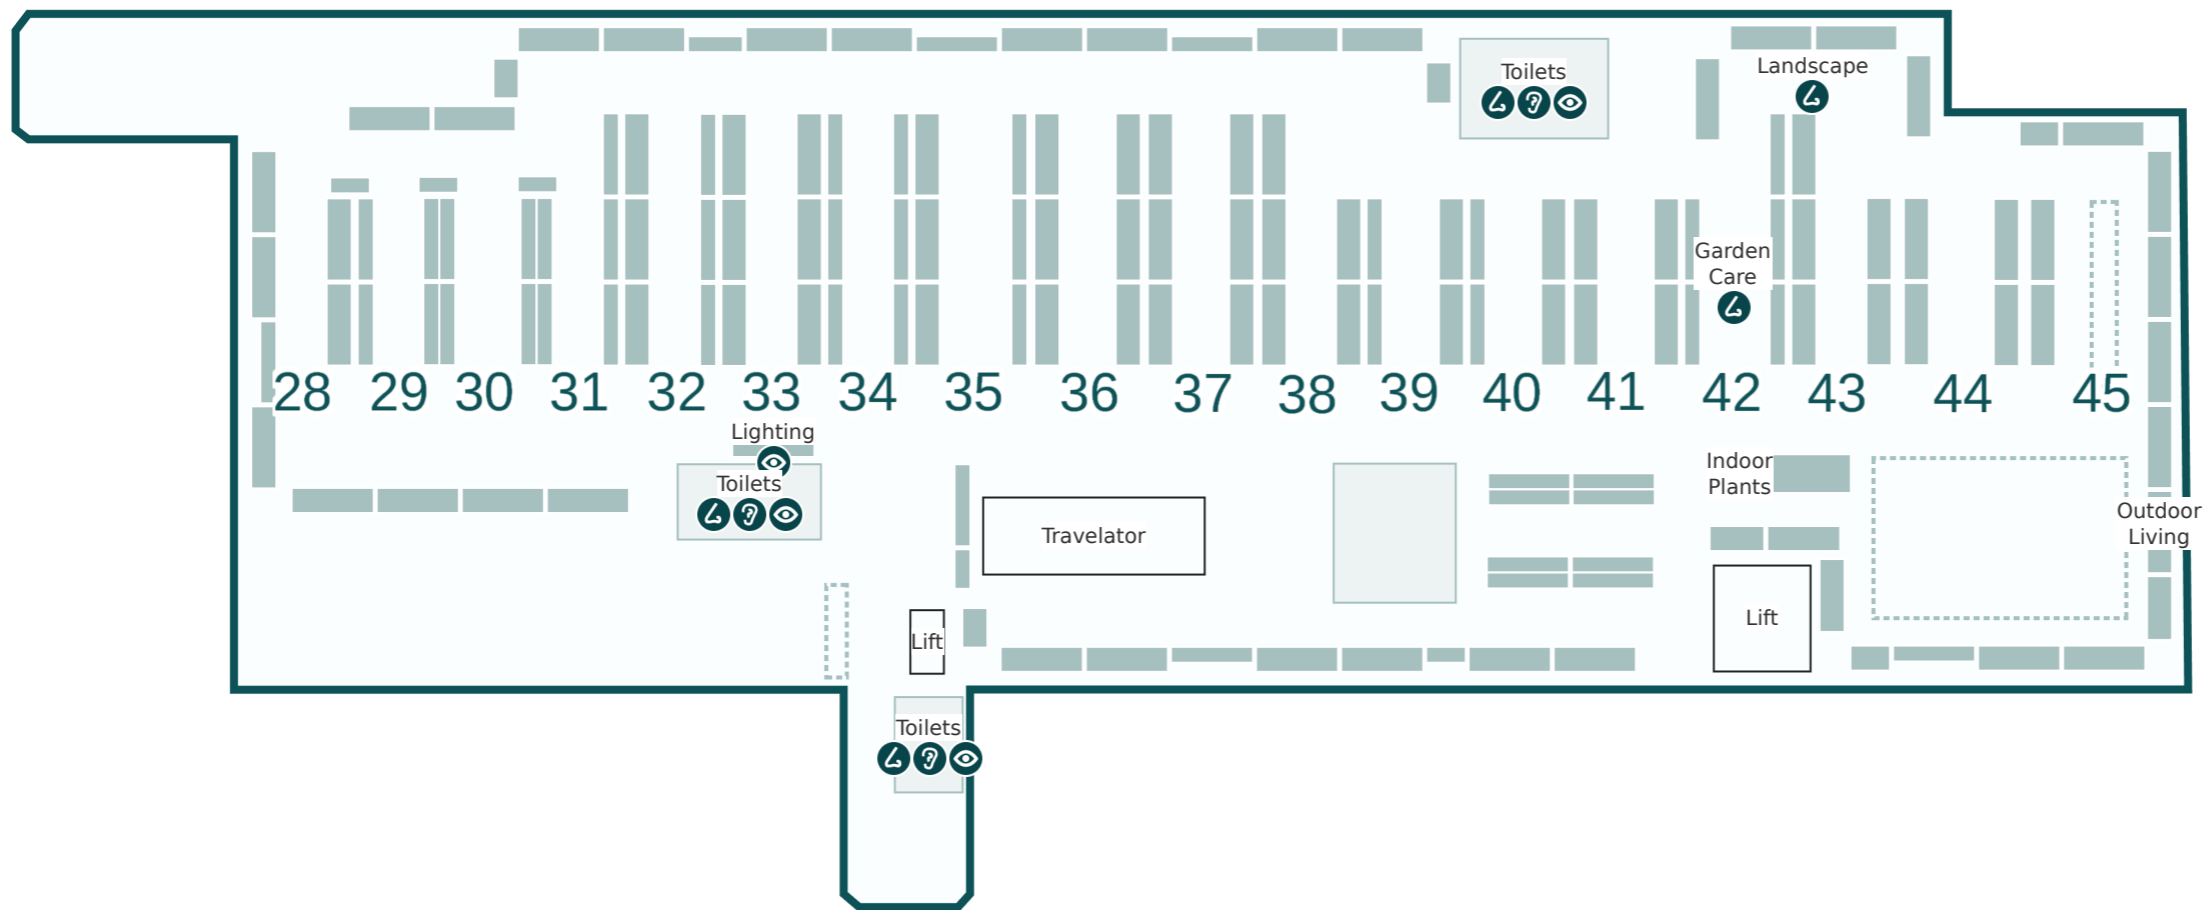 Toilets
Landscape
Garden
Care
28 29 30 31 32 33 34 35 36 37 38 39 40 41 42 43 44 45
Lighting
Toilets
Travelator
Indoor
Plants
Outdoor
Living
Lift
Lift
Toilets